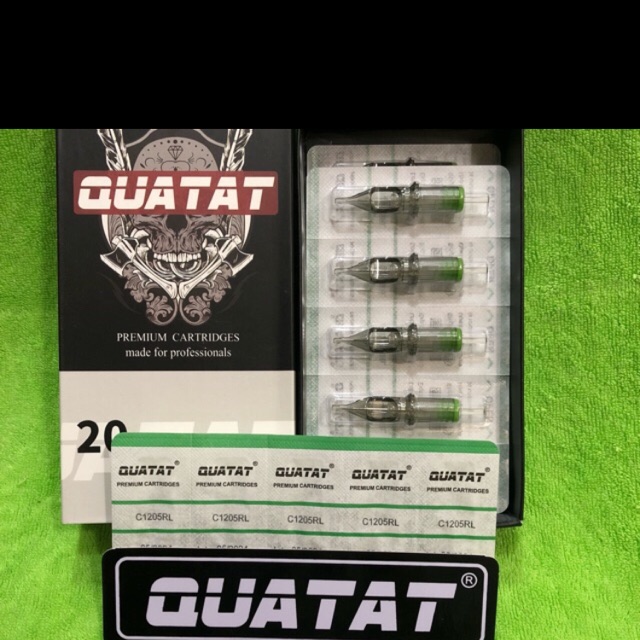 QUATAT
PREMIUM CARTRIDGES
made for professionals
20
QUATAT QUATAT QUATAT QUATAT QUATAT
PREMIUM CARTRIDGES PREMIUM CARTRIDGES PREMIUM CARTRIDGES PREMIUM CARTRIDGES PREMIUM CARTRIDGES
C1205RL C1205RL C1205RL C1205RL C1205RL
QUATAT®